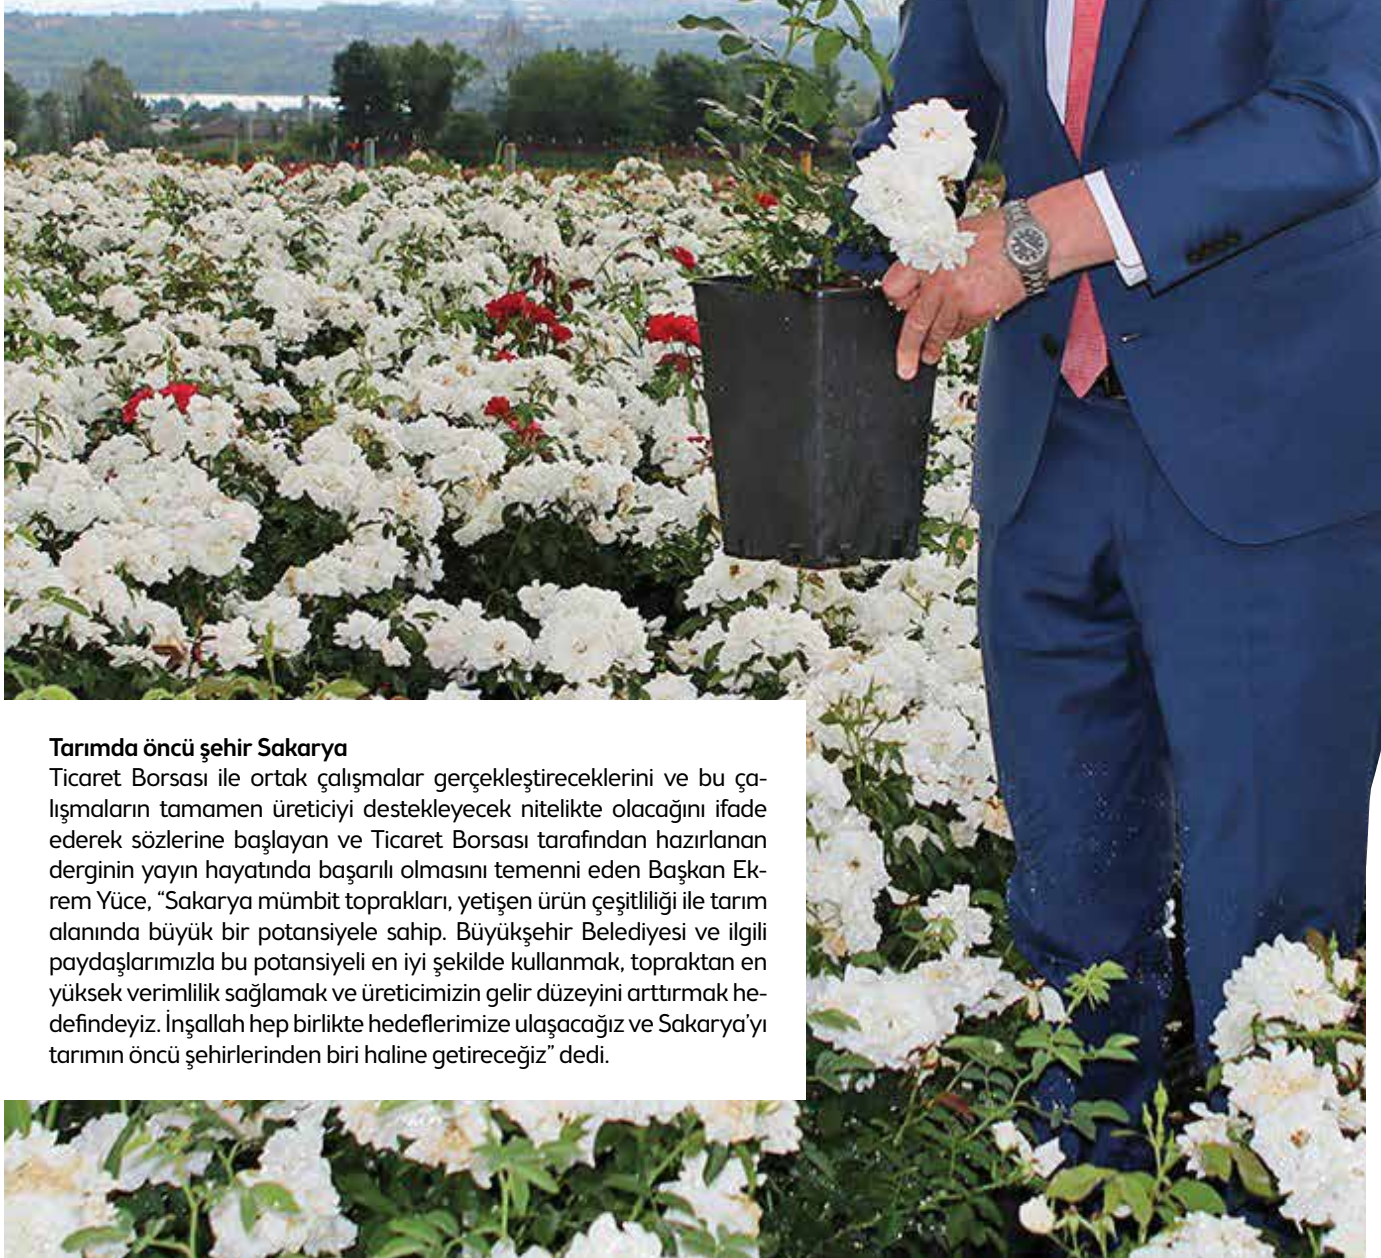 Tarımda öncü şehir Sakarya
Ticaret Borsası ile ortak çalışmalar gerçekleştireceklerini ve bu ça-
lışmaların tamamen üreticiyi destekleyecek nitelikte olacağını ifade
ederek sözlerine başlayan ve Ticaret Borsası tarafından hazırlanan
derginin yayın hayatında başarılı olmasını temenni eden Başkan Ek-
rem Yüce, “Sakarya mümbit toprakları, yetişen ürün çeşitliliği ile tarım
alanında büyük bir potansiyele sahip. Büyükşehir Belediyesi ve ilgili
paydaşlarımızla bu potansiyeli en iyi şekilde kullanmak, topraktan en
yüksek verimlilik sağlamak ve üreticimizin gelir düzeyini arttırmak he-
defindeyiz. İnşallah hep birlikte hedeflerimize ulaşacağız ve Sakarya’yı
tarımın öncü şehirlerinden biri haline getireceğiz” dedi.